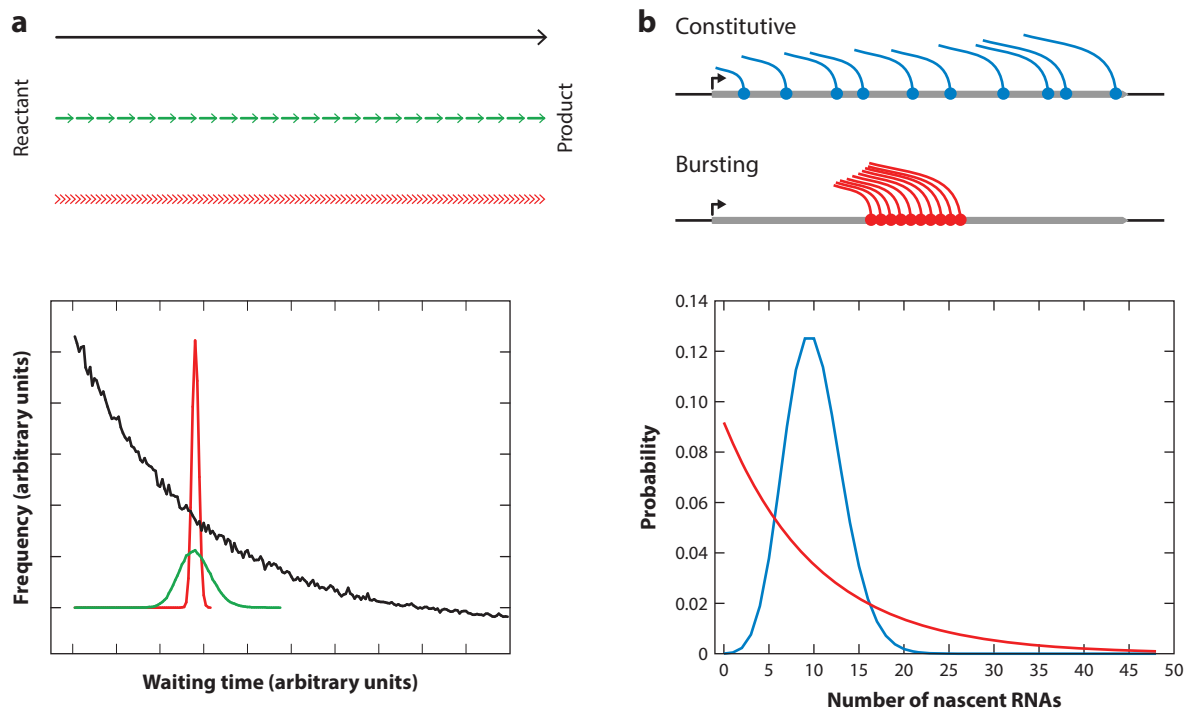 a
Reactant
Product
Frequency (arbitrary units)
Waiting time (arbitrary units)
b
Constitutive
Bursting
Probability
0.14
0.12
0.10
0.08
0.06
0.04
0.02
0
0 5 10 15 20 25 30 35 40 45 50
Number of nascent RNAs